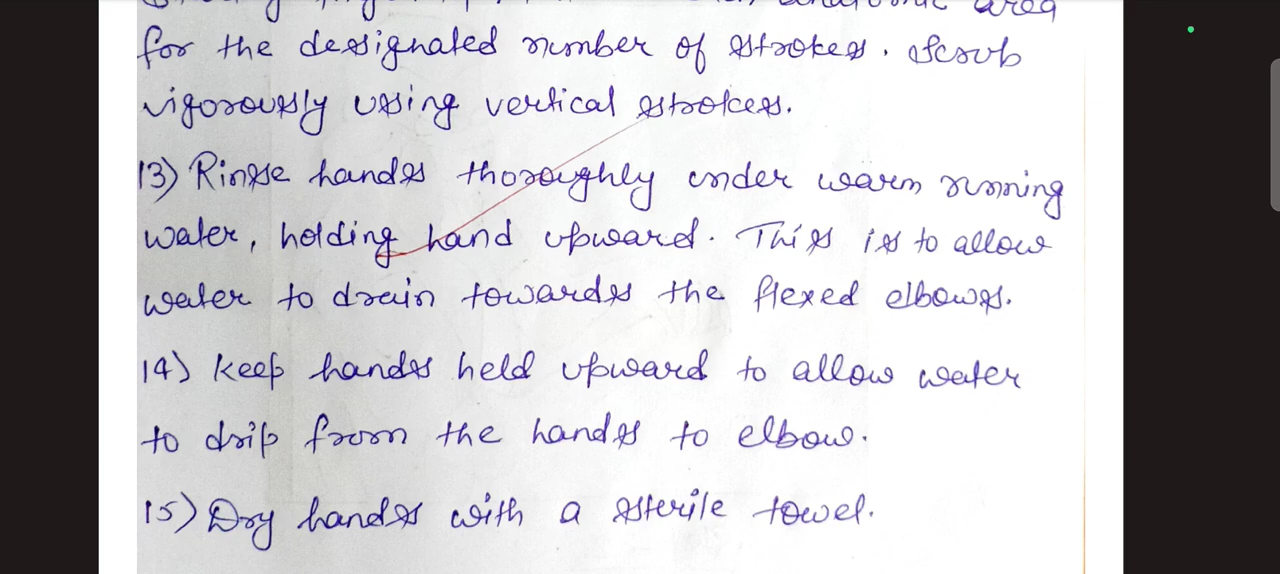 area
for the designated number of strokes. Scrub
vigorously using vertical strokes.
13) Rinse hands thoroughly under warm running
water, holding hand upward. This is to allow
water to drain towards the flexed elbows.
14) Keep hands held upward to allow water
to drip from the hands to elbow.
15) Dry hands with a sterile towel.